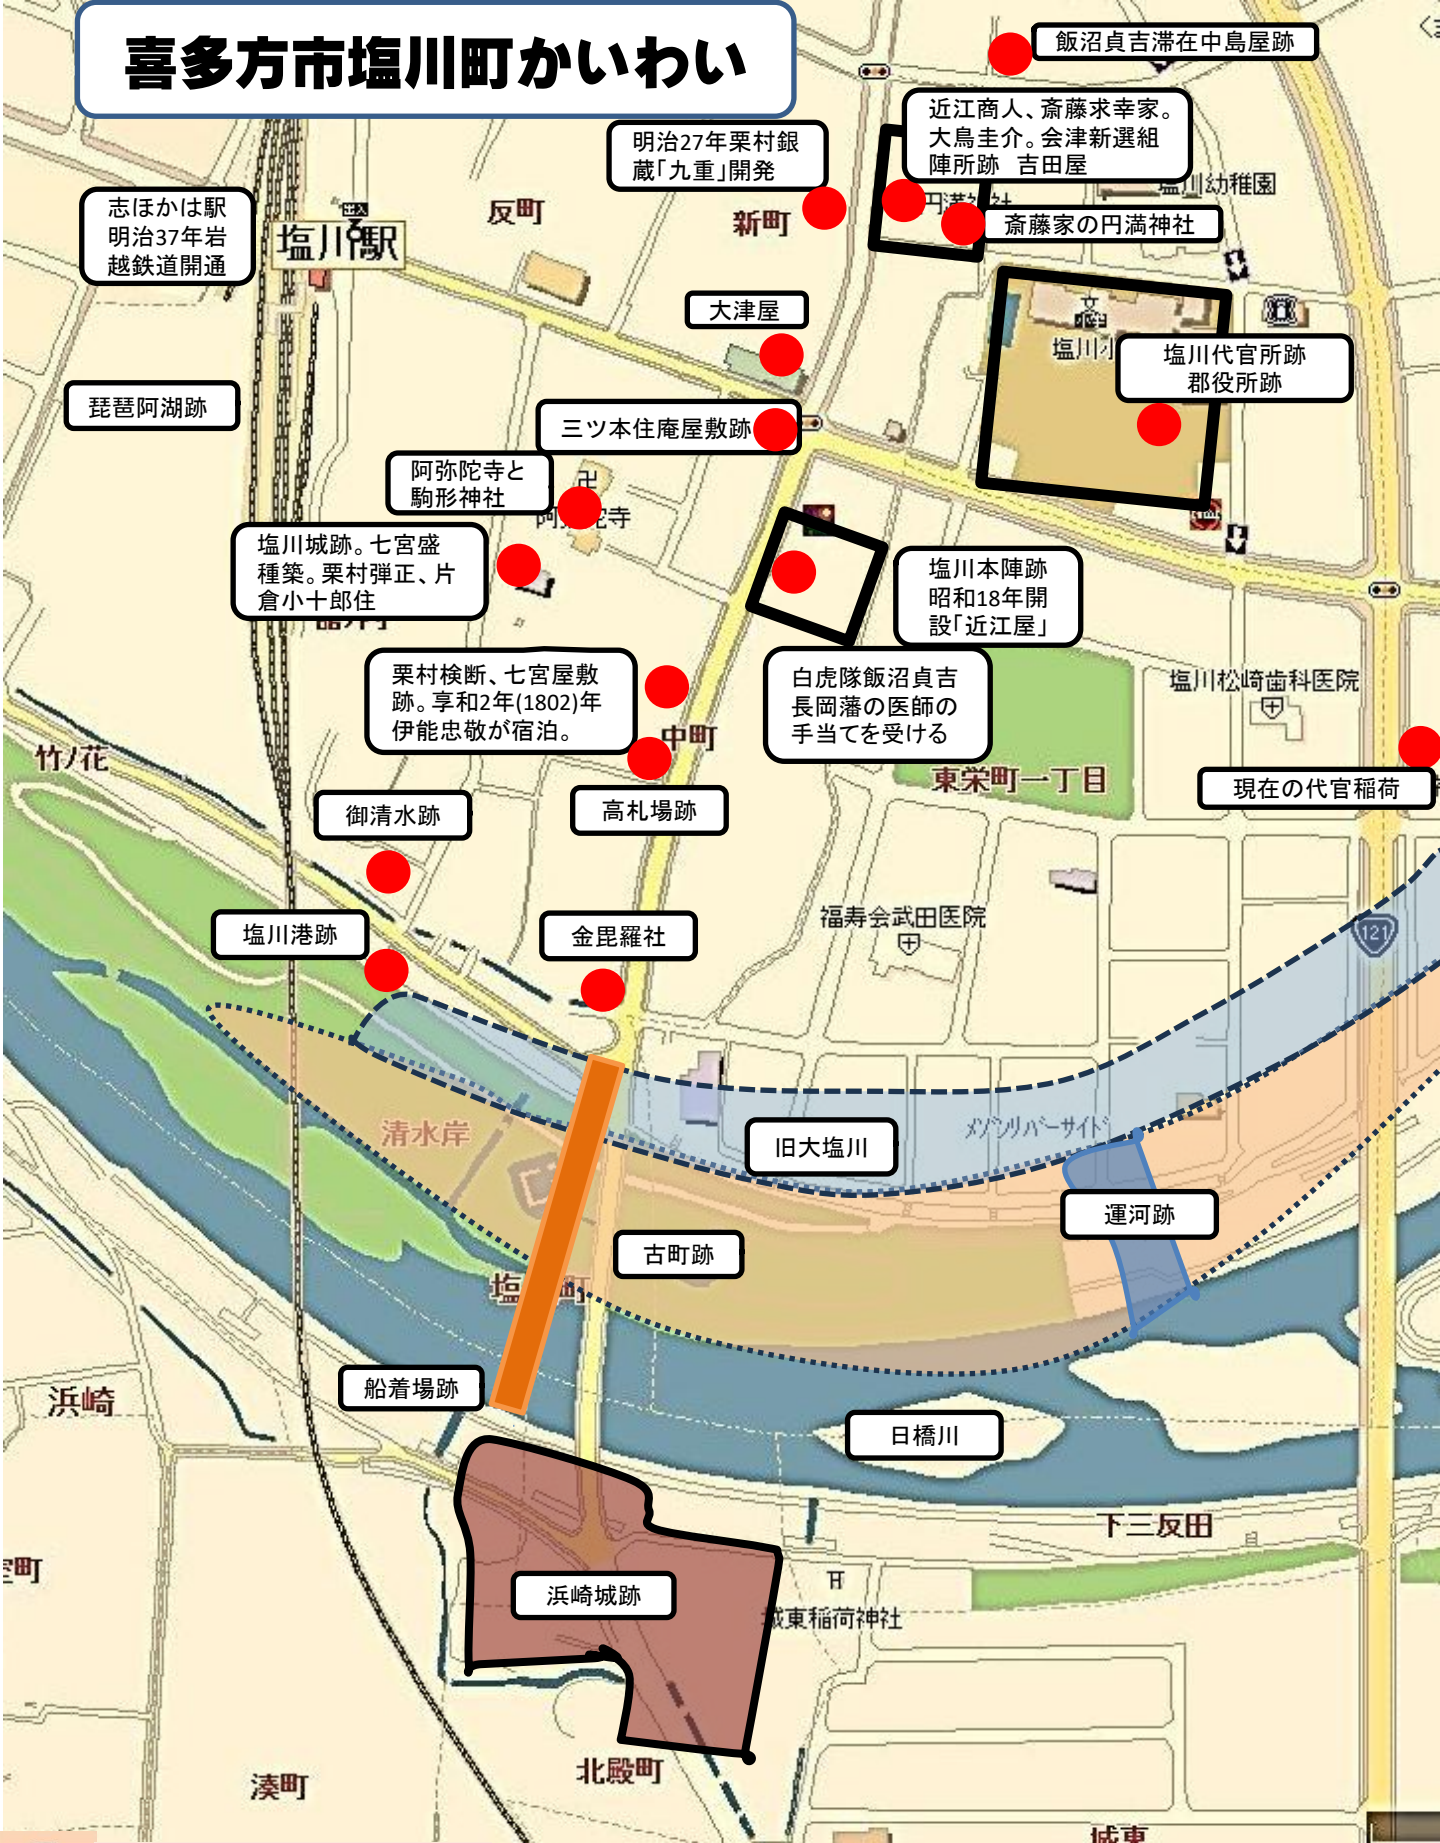 喜多方市塩川町かいわい
飯沼貞吉滞在中島屋跡
近江商人、斎藤求幸家。
大鳥圭介。会津新選組
陣所跡　吉田屋
明治27年栗村銀
蔵「九重」開発
塩川幼稚園
志ほかは駅
明治37年岩
越鉄道開通
出入
塩川駅
反町
新町
斎藤家の円満神社
大津屋
塩川小
塩川代官所跡
郡役所跡
琵琶阿湖跡
三ツ本住庵屋敷跡
阿弥陀寺と
駒形神社
塩川城跡。七宮盛
種築。栗村弾正、片
倉小十郎住
塩川本陣跡
昭和18年開
設「近江屋」
栗村検断、七宮屋敷
跡。享和2年(1802)年
伊能忠敬が宿泊。
白虎隊飯沼貞吉
長岡藩の医師の
手当てを受ける
塩川松崎歯科医院
中町
竹ノ花
東栄町一丁目
現在の代官稲荷
御清水跡
高札場跡
塩川港跡
金毘羅社
福寿会武田医院
121
清水岸
旧大塩川
メゾンリバーサイド
運河跡
古町跡
船着場跡
浜崎
日橋川
下三反田
浜崎城跡
城東稲荷神社
北殿町
湊町
城東